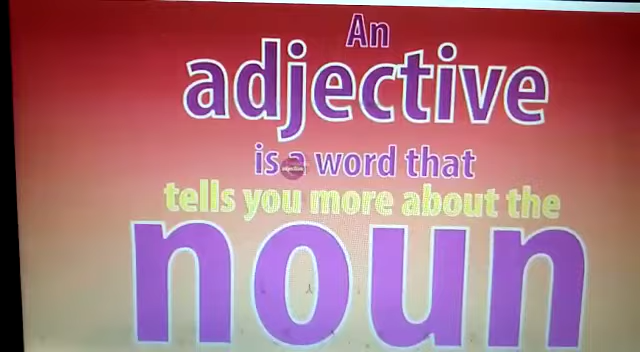 An
adjective
is a word that
tells you more about the
noun